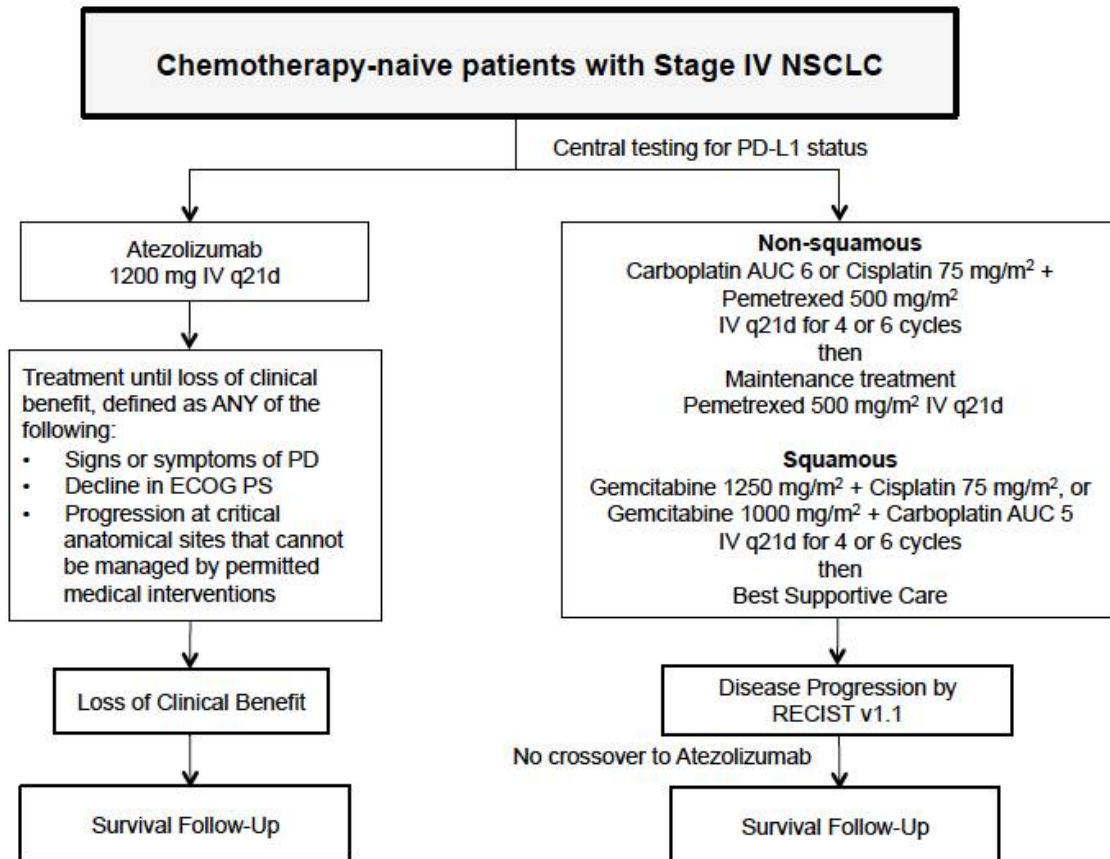 Chemotherapy-naive patients with Stage IV NSCLC
Central testing for PD-L1 status
Atezolizumab
1200 mg IV q21d
Treatment until loss of clinical
benefit, defined as ANY of the
following:
• Signs or symptoms of PD
• Decline in ECOG PS
• Progression at critical
anatomical sites that cannot
be managed by permitted
medical interventions
Loss of Clinical Benefit
Survival Follow-Up
Non-squamous
Carboplatin AUC 6 or Cisplatin 75 mg/m² +
Pemetrexed 500 mg/m²
IV q21d for 4 or 6 cycles
then
Maintenance treatment
Pemetrexed 500 mg/m² IV q21d
Squamous
Gemcitabine 1250 mg/m² + Cisplatin 75 mg/m², or
Gemcitabine 1000 mg/m² + Carboplatin AUC 5
IV q21d for 4 or 6 cycles
then
Best Supportive Care
Disease Progression by
RECIST v1.1
No crossover to Atezolizumab
Survival Follow-Up